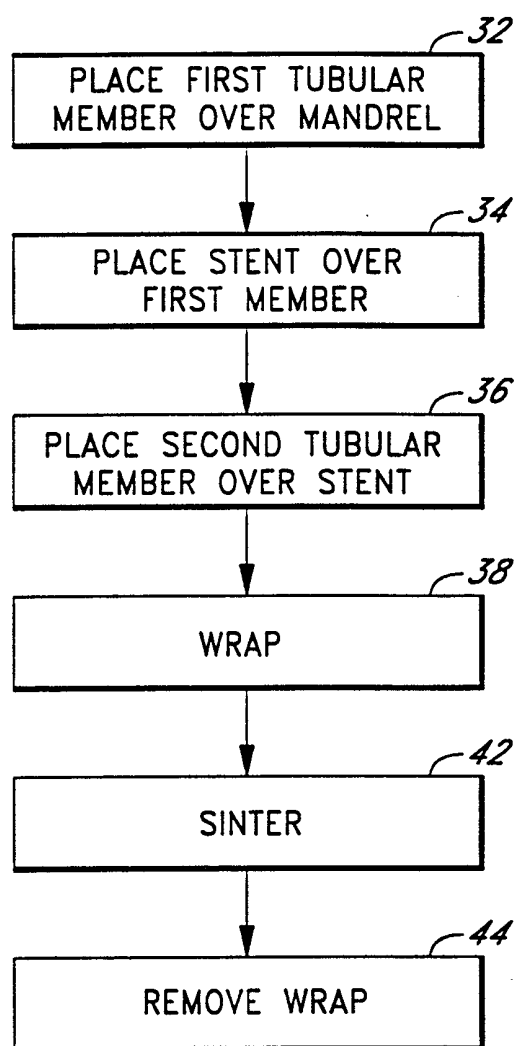 32
PLACE FIRST TUBULAR
MEMBER OVER MANDREL
34
PLACE STENT OVER
FIRST MEMBER
36
PLACE SECOND TUBULAR
MEMBER OVER STENT
38
WRAP
42
SINTER
44
REMOVE WRAP